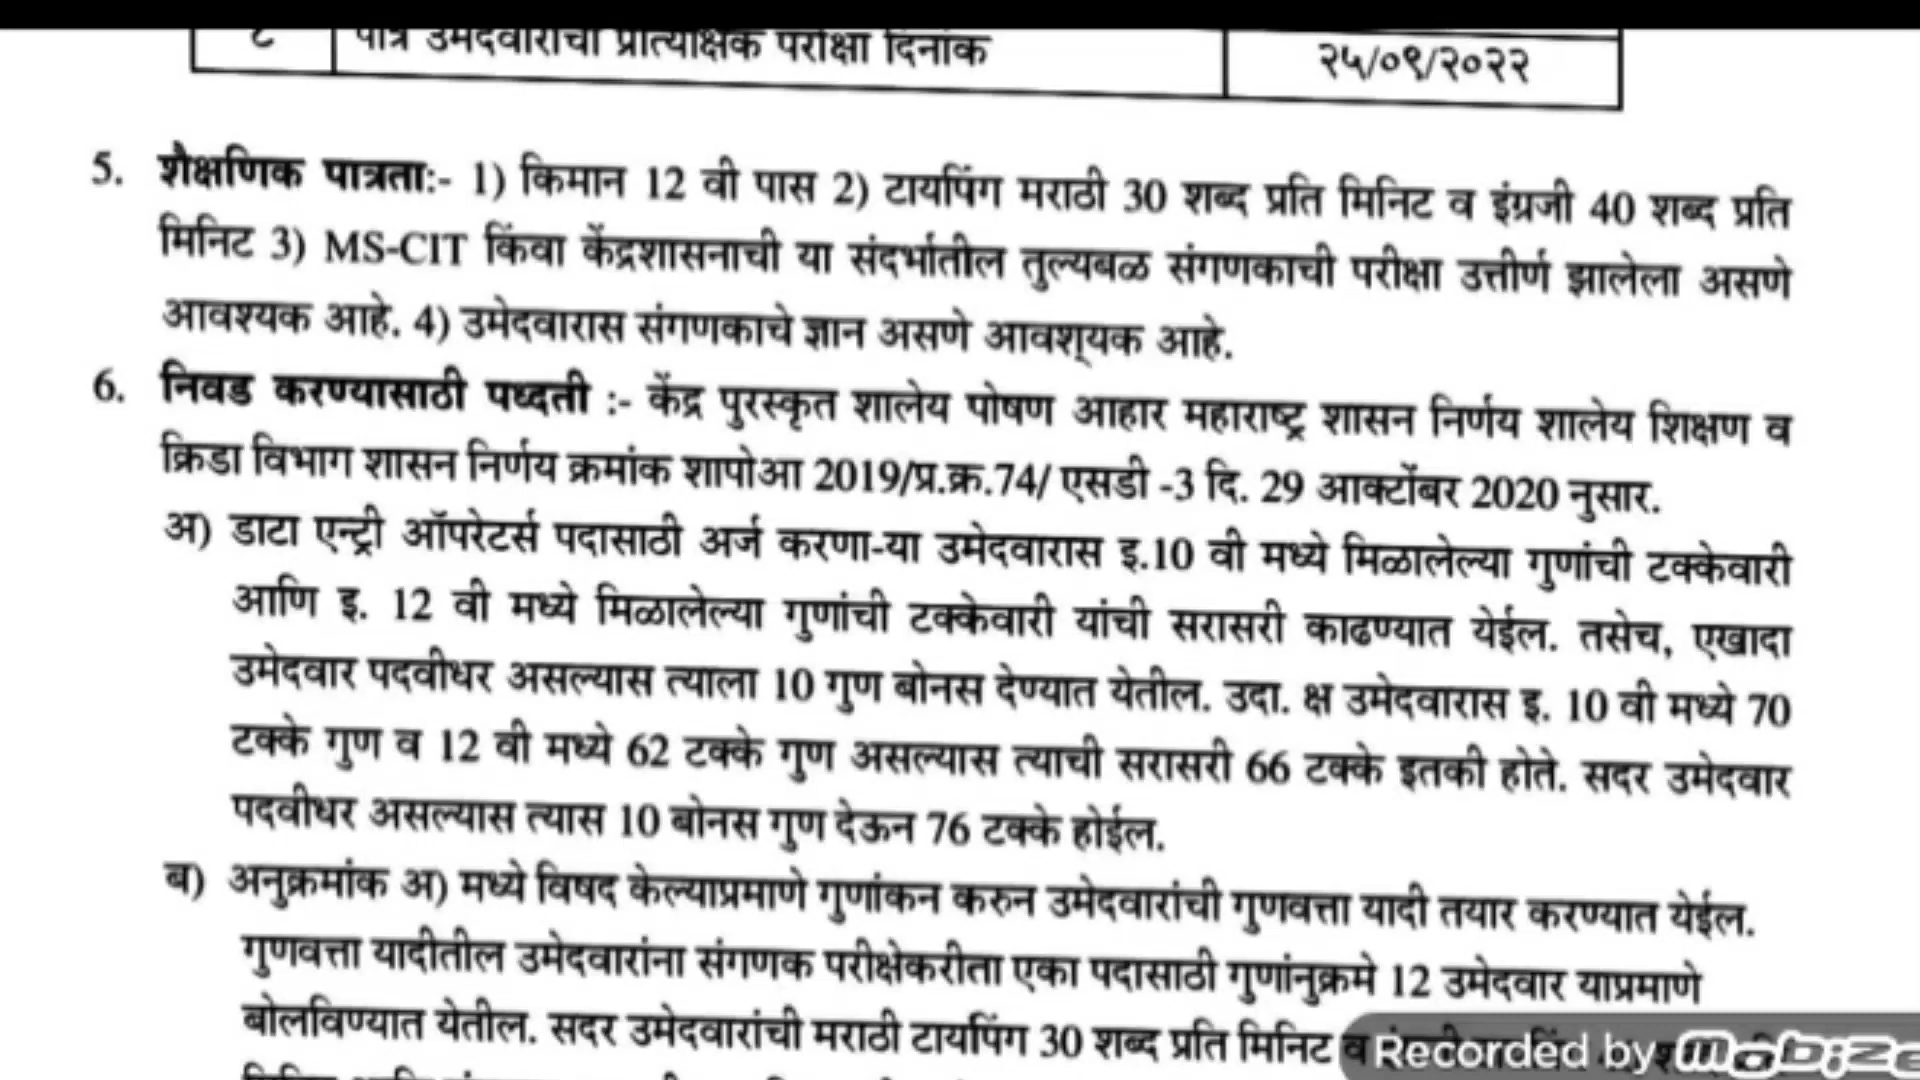 ८ पात्र उमेदवारांची प्रात्यक्षिक परीक्षा दिनांक २५/०९/२०२२
5. शैक्षणिक पात्रताः- 1) किमान 12 वी पास 2) टायपिंग मराठी 30 शब्द प्रति मिनिट व इंग्रजी 40 शब्द प्रति
मिनिट 3) MS-CIT किंवा केंद्रशासनाची या संदर्भातील तुल्यबळ संगणकाची परीक्षा उत्तीर्ण झालेला असणे
आवश्यक आहे. 4) उमेदवारास संगणकाचे ज्ञान असणे आवश्यक आहे.
6. निवड करण्यासाठी पध्दती :- केंद्र पुरस्कृत शालेय पोषण आहार महाराष्ट्र शासन निर्णय शालेय शिक्षण व
क्रिडा विभाग शासन निर्णय क्रमांक शापोआ 2019/प्र.क्र.74/ एसडी -3 दि. 29 आक्टोंबर 2020 नुसार.
अ) डाटा एन्ट्री ऑपरेटर्स पदासाठी अर्ज करणा-या उमेदवारास इ.10 वी मध्ये मिळालेल्या गुणांची टक्केवारी
आणि इ. 12 वी मध्ये मिळालेल्या गुणांची टक्केवारी यांची सरासरी काढण्यात येईल. तसेच, एखादा
उमेदवार पदवीधर असल्यास त्याला 10 गुण बोनस देण्यात येतील. उदा. क्ष उमेदवारास इ. 10 वी मध्ये 70
टक्के गुण व 12 वी मध्ये 62 टक्के गुण असल्यास त्याची सरासरी 66 टक्के इतकी होते. सदर उमेदवार
पदवीधर असल्यास त्यास 10 बोनस गुण देऊन 76 टक्के होईल.
ब) अनुक्रमांक अ) मध्ये विषद केल्याप्रमाणे गुणांकन करुन उमेदवारांची गुणवत्ता यादी तयार करण्यात येईल.
गुणवत्ता यादीतील उमेदवारांना संगणक परीक्षेकरीता एका पदासाठी गुणांनुक्रमे 12 उमेदवार याप्रमाणे
बोलविण्यात येतील. सदर उमेदवारांची मराठी टायपिंग 30 शब्द प्रति मिनिट व
Recorded by